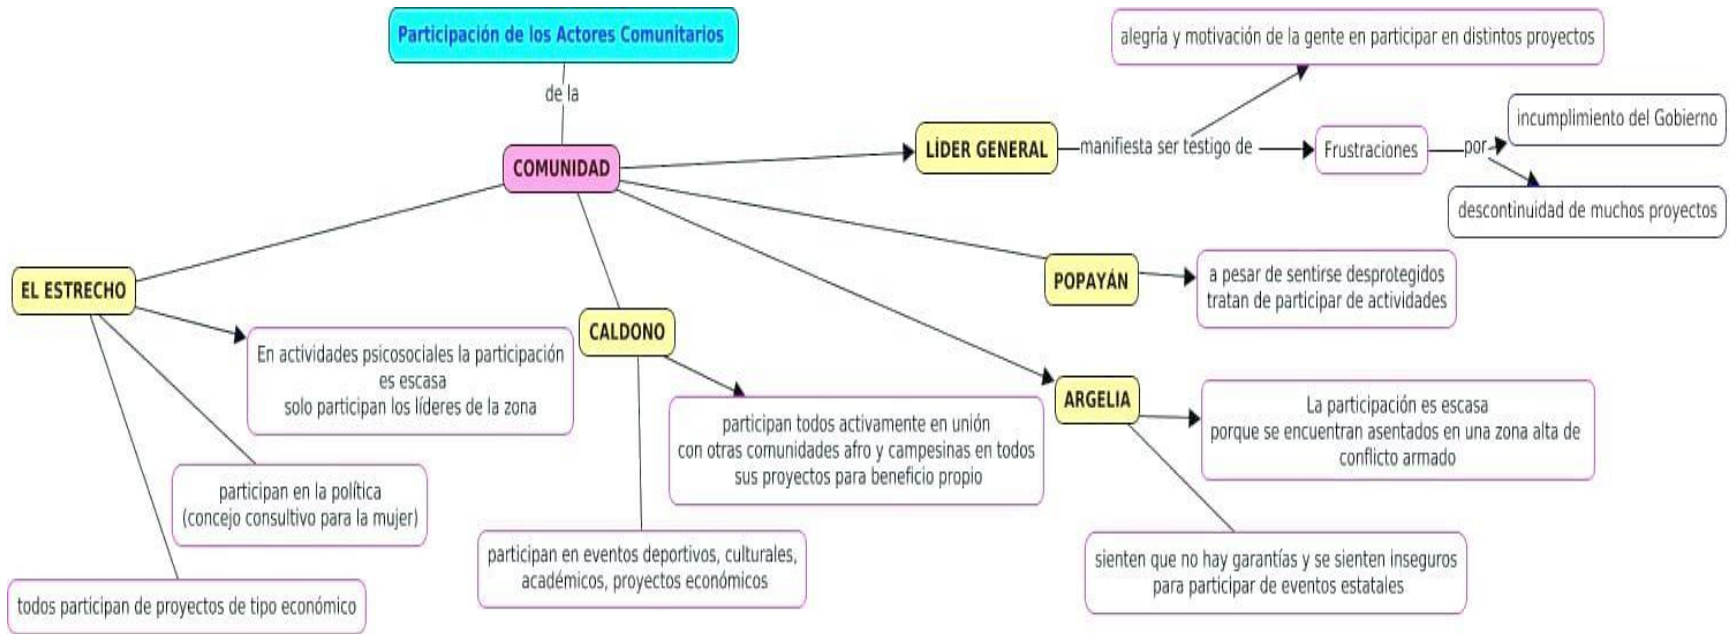 Participación de los Actores Comunitarios
de la
COMUNIDAD
LÍDER GENERAL
manifiesta ser testigo de
alegría y motivación de la gente en participar en distintos proyectos
Frustraciones
por
incumplimiento del Gobierno
descontinuidad de muchos proyectos
POPAYÁN
a pesar de sentirse desprotegidos
tratan de participar de actividades
ARGELIA
La participación es escasa
porque se encuentran asentados en una zona alta de
conflicto armado
sienten que no hay garantías y se sienten inseguros
para participar de eventos estatales
CALDONO
participan todos activamente en unión
con otras comunidades afro y campesinas en todos
sus proyectos para beneficio propio
participan en eventos deportivos, culturales,
académicos, proyectos económicos
EL ESTRECHO
En actividades psicosociales la participación
es escasa
solo participan los líderes de la zona
participan en la política
(concejo consultivo para la mujer)
todos participan de proyectos de tipo económico